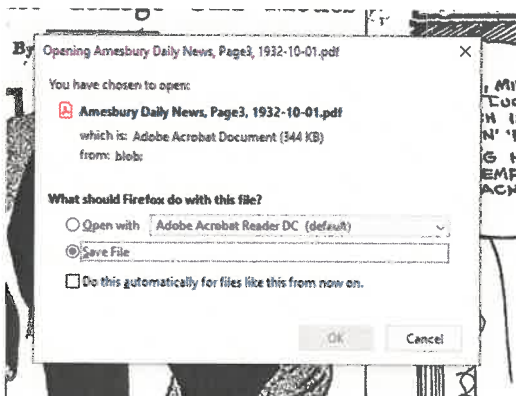 By
Opening Amesbury Daily News, Page3, 1932-10-01.pdf
You have chosen to open:
Amesbury Daily News, Page3, 1932-10-01.pdf
which is: Adobe Acrobat Document (344 KB)
from: blob:
What should Firefox do with this file?
Open with Adobe Acrobat Reader DC (default)
Save File
Do this automatically for files like this from now on.
OK Cancel